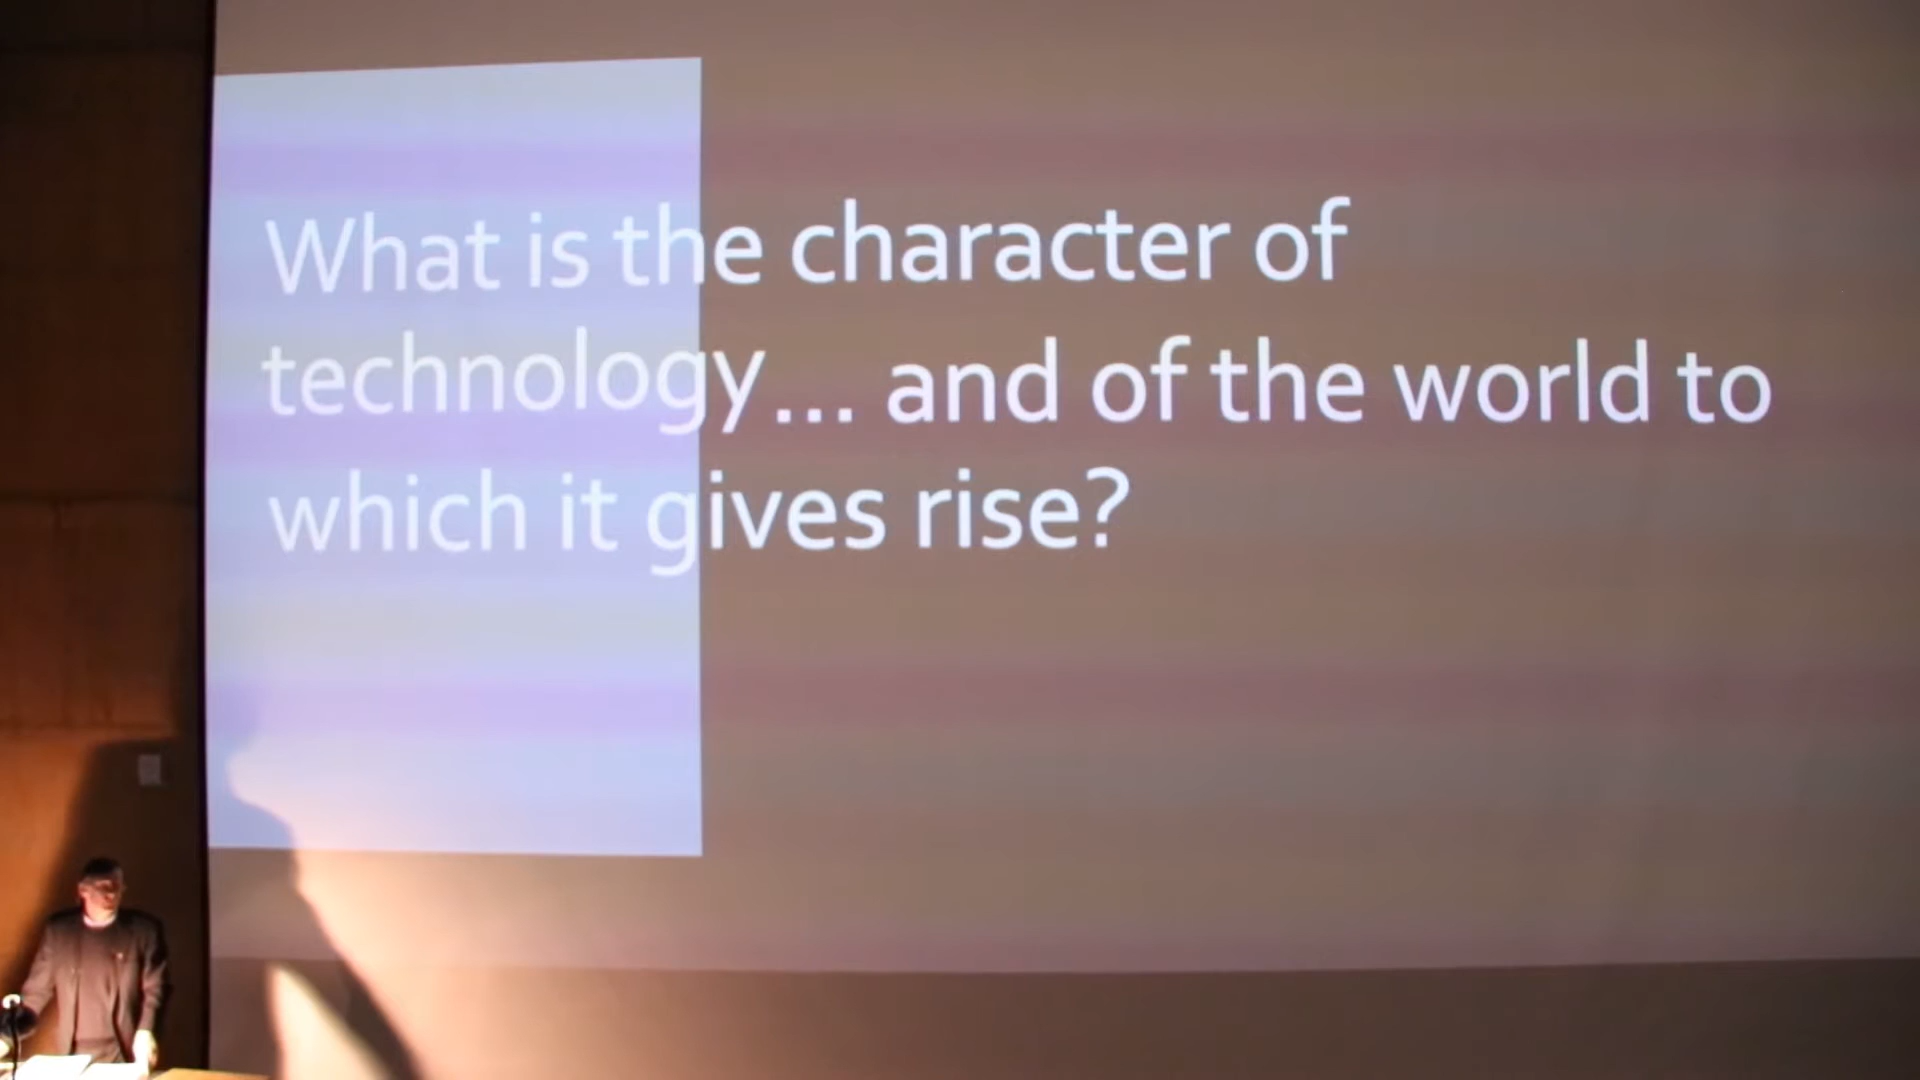 What is the character of
technology... and of the world to
which it gives rise?